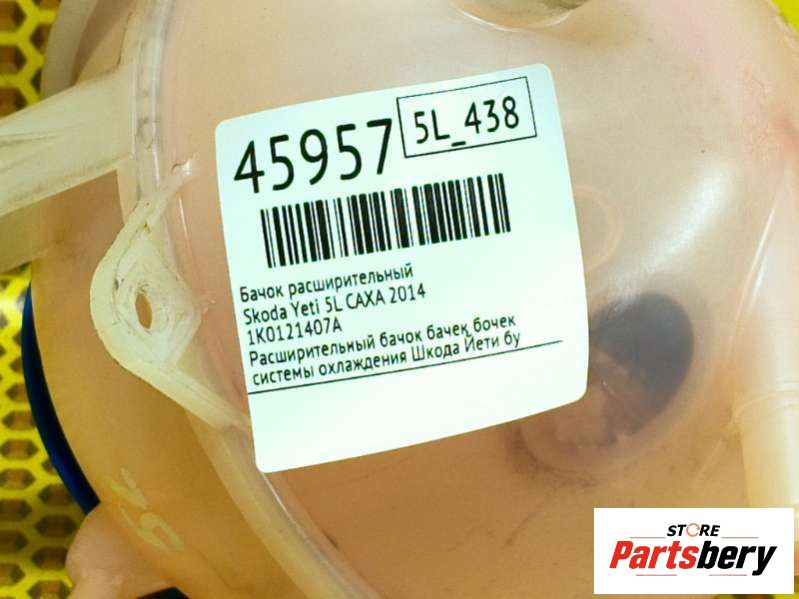 45957
5L_438
Бачок расширительный
Skoda Yeti 5L CAXA 2014
1K0121407A
Расширительный бачок бачек бочек
системы охлаждения Шкода Йети бу
STORE
Partsbery